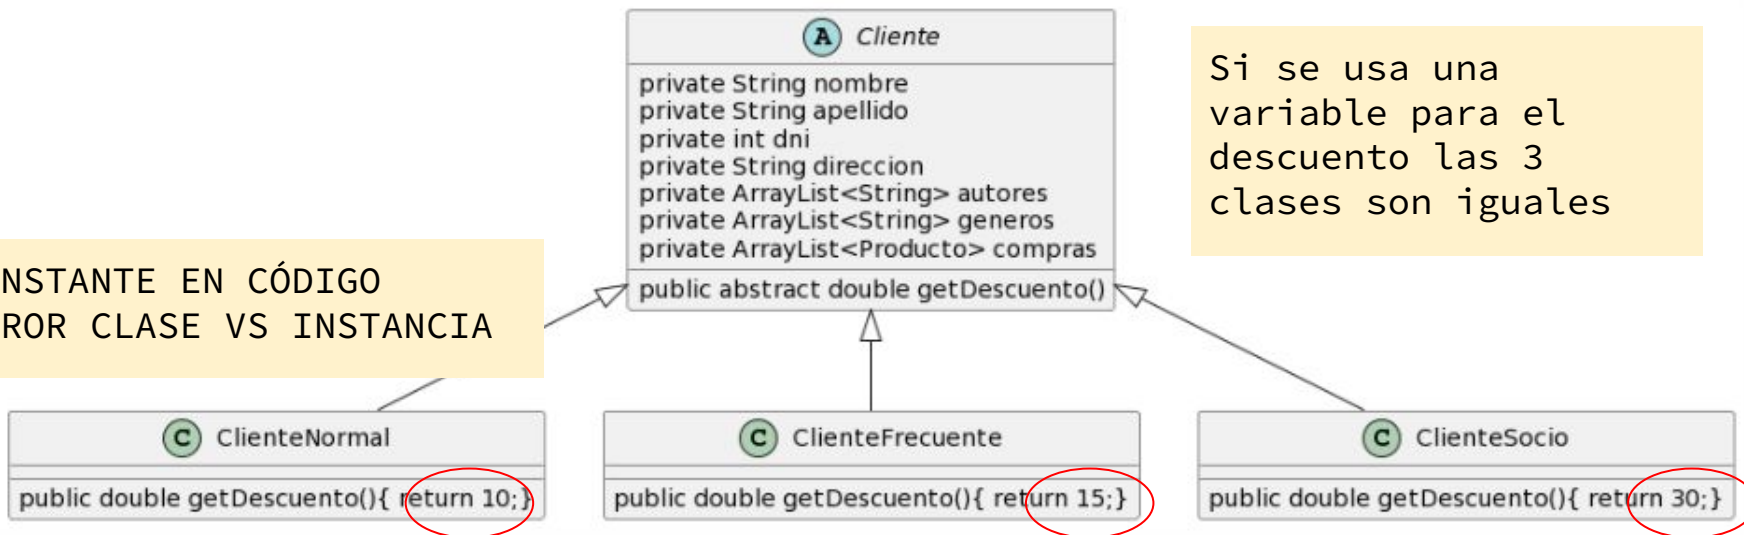 A Cliente
private String nombre
private String apellido
private int dni
private String direccion
private ArrayList<String> autores
private ArrayList<String> generos
private ArrayList<Producto> compras
public abstract double getDescuento()
Si se usa una
variable para el
descuento las 3
clases son iguales
NSTANTE EN CÓDIGO
ROR CLASE VS INSTANCIA
C ClienteNormal
public double getDescuento(){ return 10;}
C ClienteFrecuente
public double getDescuento(){ return 15;}
C ClienteSocio
public double getDescuento(){ return 30;}